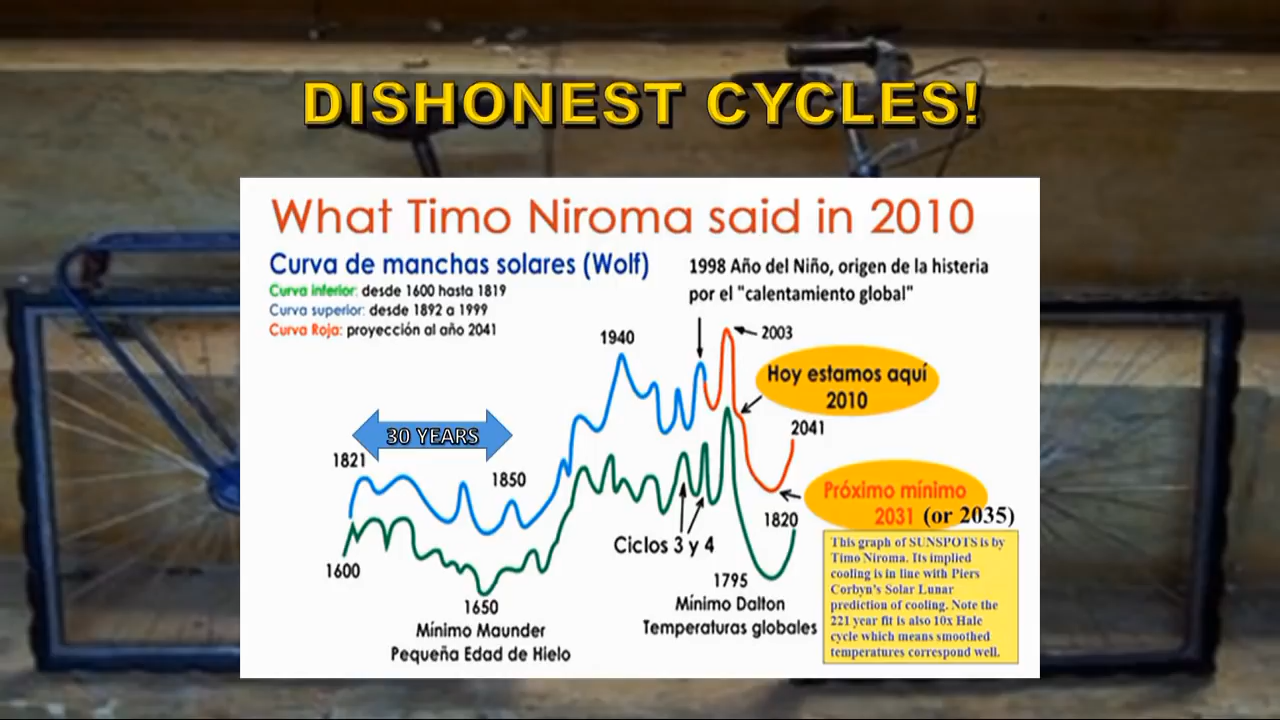 DISHONEST CYCLES!
What Timo Niroma said in 2010
Curva de manchas solares (Wolf)
Curva inferior: desde 1600 hasta 1819
Curva superior: desde 1892 a 1999
Curva Roja: proyección al año 2041
1998 Año del Niño, origen de la histeria
por el "calentamiento global"
1940
2003
Hoy estamos aquí
2010
30 YEARS
1821
1850
2041
Próximo mínimo
2031 (or 2035)
1820
Ciclos 3 y 4
1600
1650
Mínimo Maunder
Pequeña Edad de Hielo
1795
Mínimo Dalton
Temperaturas globales
This graph of SUNSPOTS is by
Timo Niroma. Its implied
cooling is in line with Piers
Corbyn's Solar Lunar
prediction of cooling. Note the
221 year fit is also 10x Hale
cycle which means smoothed
temperatures correspond well.